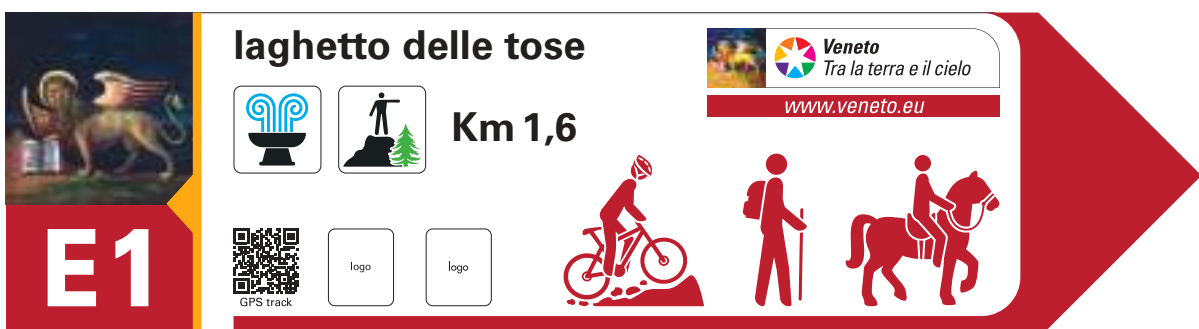 laghetto delle tose
Km 1,6
Veneto
Tra la terra e il cielo
www.veneto.eu
E1
GPS track
logo
logo